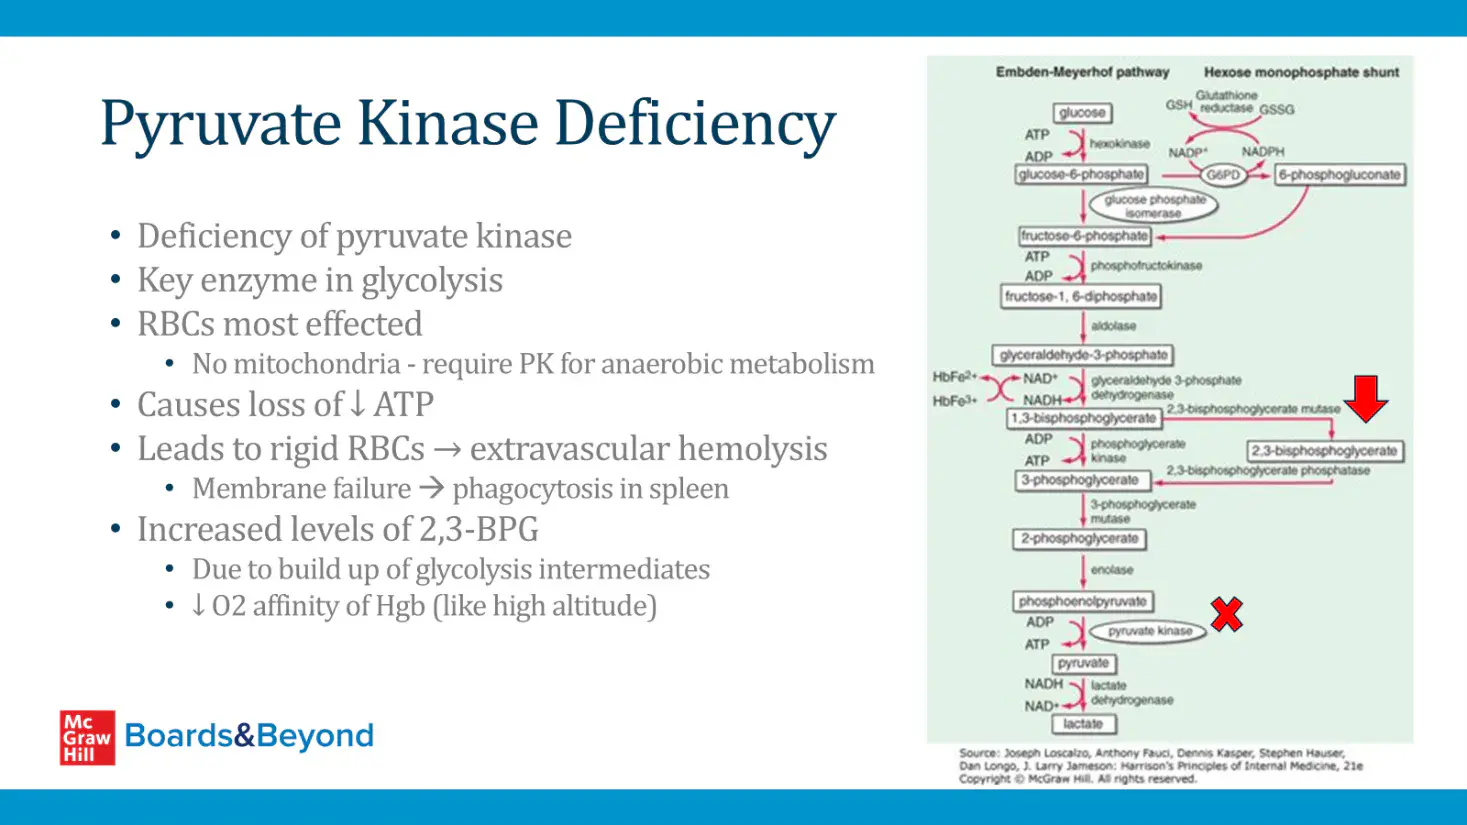 Pyruvate Kinase Deficiency
• Deficiency of pyruvate kinase
• Key enzyme in glycolysis
• RBCs most effected
• No mitochondria - require PK for anaerobic metabolism
• Causes loss of ↓ ATP
• Leads to rigid RBCs → extravascular hemolysis
• Membrane failure → phagocytosis in spleen
• Increased levels of 2,3-BPG
• Due to build up of glycolysis intermediates
• ↓ O2 affinity of Hgb (like high altitude)
Mc
Graw
Hill
Boards&Beyond
Embden-Meyerhof pathway
Hexose monophosphate shunt
glucose
ATP
ADP
hexokinase
GSH
Glutathione
reductase
GSSG
NADP+
NADPH
glucose-6-phosphate
G6PD
6-phosphogluconate
glucose phosphate
isomerase
fructose-6-phosphate
ATP
ADP
phosphofructokinase
fructose-1, 6-diphosphate
aldolase
glyceraldehyde-3-phosphate
HbFe2+
HbFe3+
NAD+
NADH
glyceraldehyde 3-phosphate
dehydrogenase
1,3-bisphosphoglycerate
2,3-bisphosphoglycerate mutase
ADP
ATP
phosphoglycerate
kinase
2,3-bisphosphoglycerate
2,3-bisphosphoglycerate phosphatase
3-phosphoglycerate
3-phosphoglycerate
mutase
2-phosphoglycerate
enolase
phosphoenolpyruvate
ADP
ATP
pyruvate kinase
pyruvate
NADH
NAD+
lactate
dehydrogenase
lactate
Source: Joseph Loscalzo, Anthony Fauci, Dennis Kasper, Stephen Hauser,
Dan Longo, J. Larry Jameson: Harrison's Principles of Internal Medicine, 21e
Copyright © McGraw Hill. All rights reserved.